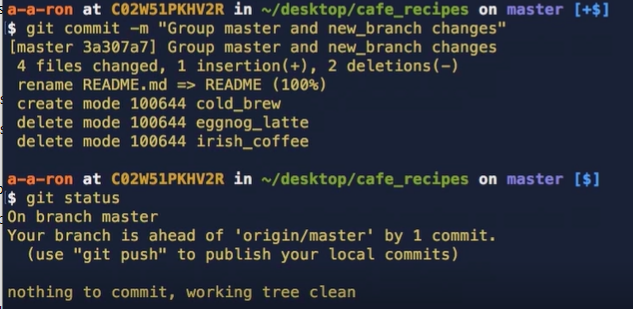 a-a-ron at C02W51PKHV2R in ~/desktop/cafe_recipes on master [+$]
$ git commit -m "Group master and new_branch changes"
[master 3a307a7] Group master and new_branch changes
4 files changed, 1 insertion(+), 2 deletions(-)
rename README.md => README (100%)
create mode 100644 cold_brew
delete mode 100644 eggnog_latte
delete mode 100644 irish_coffee
a-a-ron at C02W51PKHV2R in ~/desktop/cafe_recipes on master [$]
$ git status
On branch master
Your branch is ahead of 'origin/master' by 1 commit.
(use "git push" to publish your local commits)
nothing to commit, working tree clean